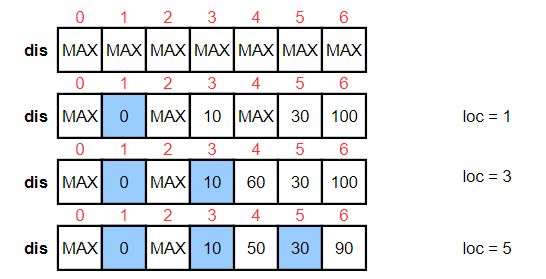 0 1 2 3 4 5 6
dis MAX MAX MAX MAX MAX MAX MAX
0 1 2 3 4 5 6
dis MAX 0 MAX 10 MAX 30 100 loc = 1
0 1 2 3 4 5 6
dis MAX 0 MAX 10 60 30 100 loc = 3
0 1 2 3 4 5 6
dis MAX 0 MAX 10 50 30 90 loc = 5